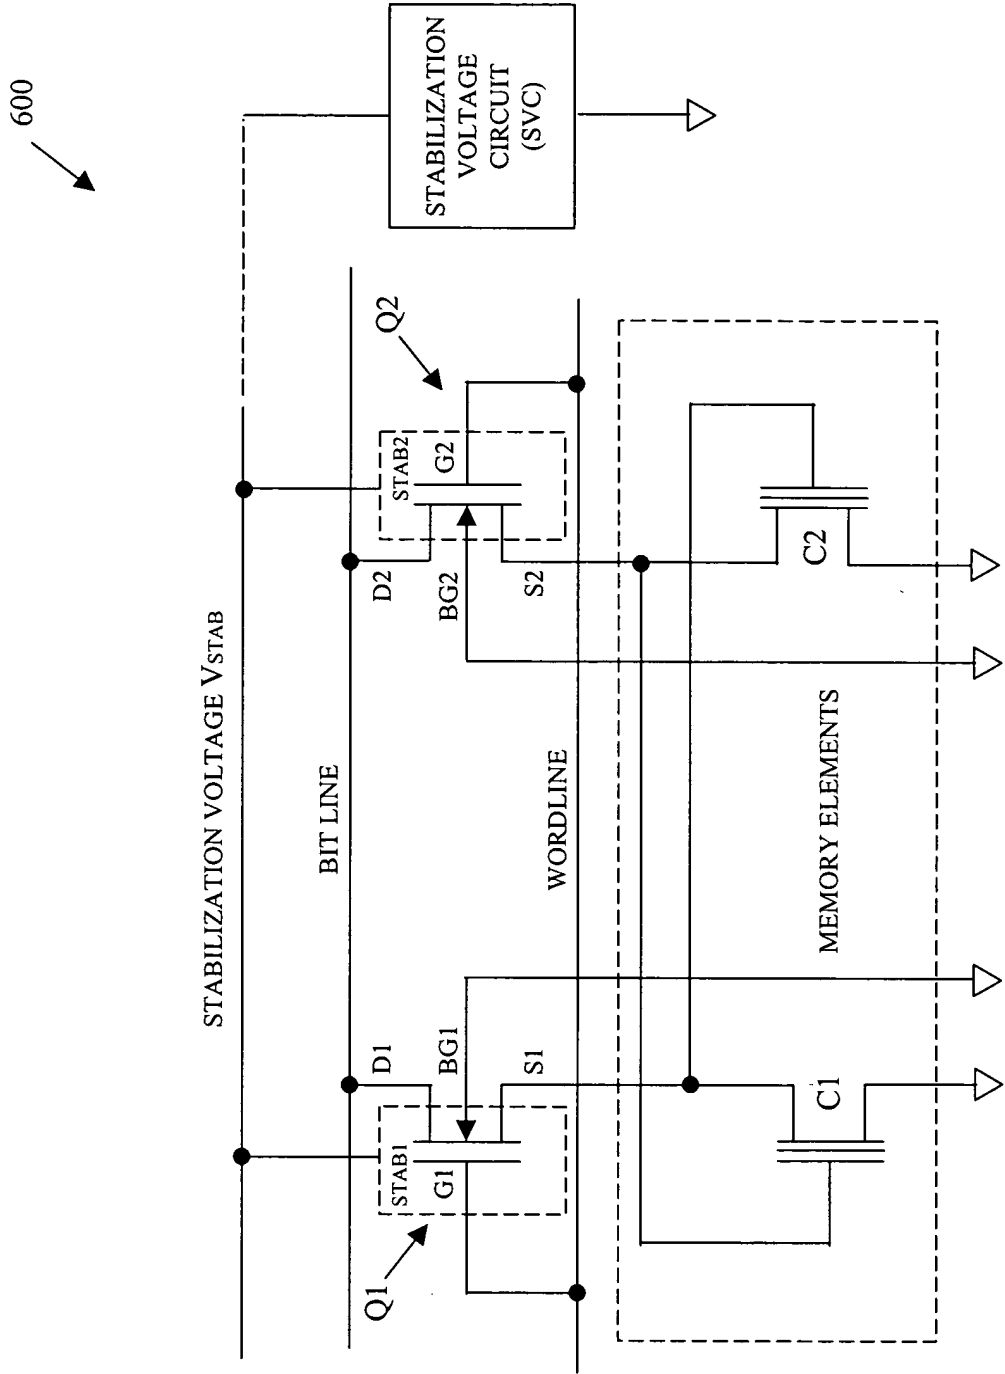 600
STABILIZATION VOLTAGE VSTAB
BIT LINE
STABILIZATION
VOLTAGE
CIRCUIT
(SVC)
Q1
STAB1
G1
D1
BG1
S1
Q2
STAB2
G2
D2
BG2
S2
WORDLINE
C1
MEMORY ELEMENTS
C2